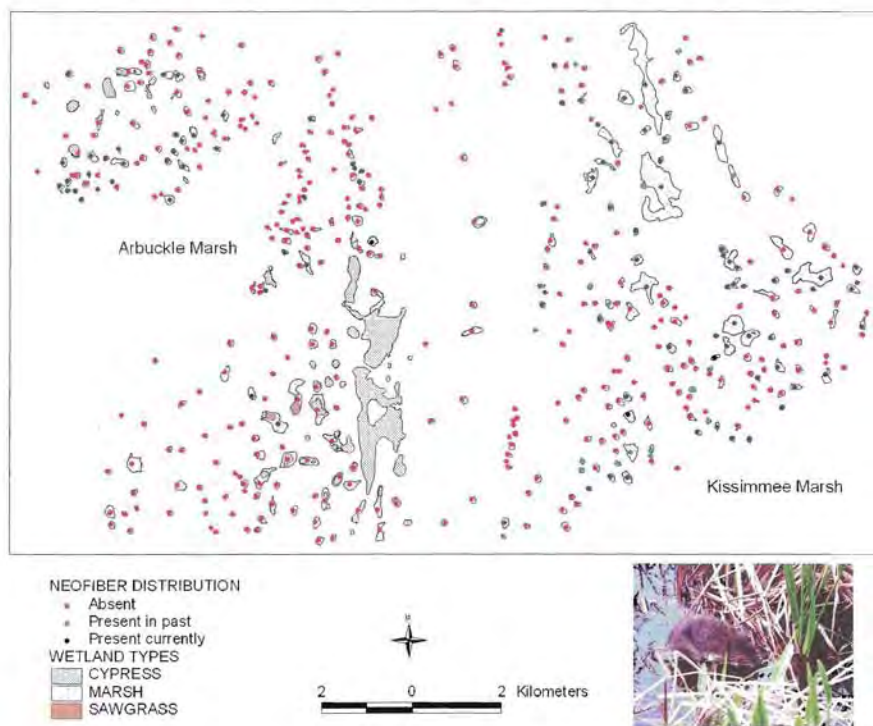 Arbuckle Marsh
Kissimmee Marsh
NEOFIBER DISTRIBUTION
Absent
Present in past
Present currently
WETLAND TYPES
CYPRESS
MARSH
SAWGRASS
N
2 0 2 Kilometers